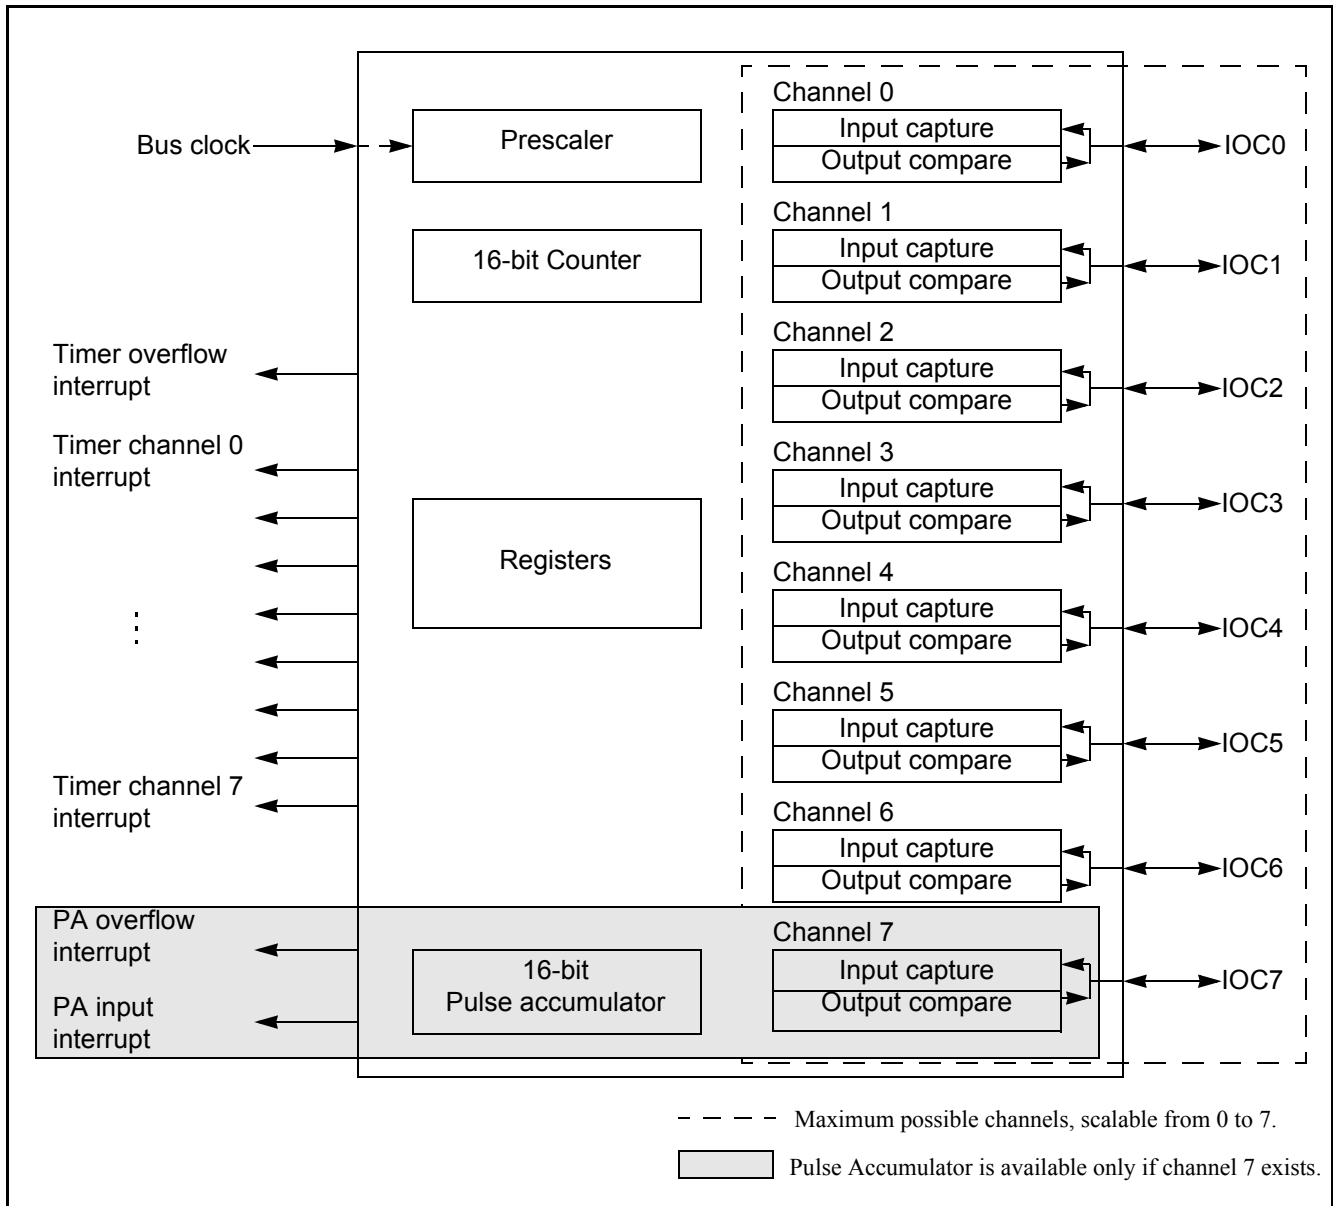 Bus clock
Prescaler
16-bit Counter
Timer overflow
interrupt
Timer channel 0
interrupt
Registers
Timer channel 7
interrupt
PA overflow
interrupt
PA input
interrupt
16-bit
Pulse accumulator
Channel 0
Input capture
Output compare
IOC0
Channel 1
Input capture
Output compare
IOC1
Channel 2
Input capture
Output compare
IOC2
Channel 3
Input capture
Output compare
IOC3
Channel 4
Input capture
Output compare
IOC4
Channel 5
Input capture
Output compare
IOC5
Channel 6
Input capture
Output compare
IOC6
Channel 7
Input capture
Output compare
IOC7
Maximum possible channels, scalable from 0 to 7.
Pulse Accumulator is available only if channel 7 exists.